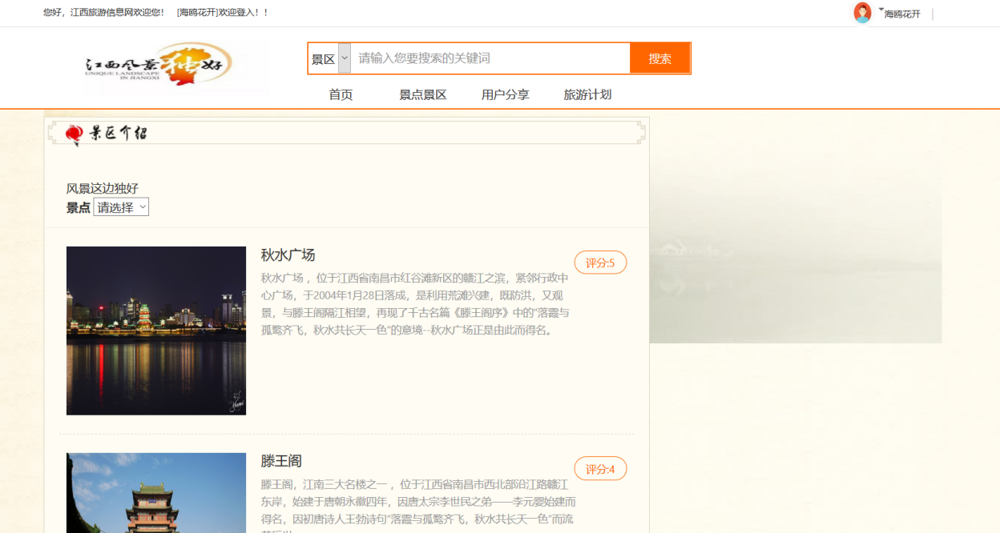 您好，江西旅游信息网欢迎您！ [海鸥花开]欢迎登入！！
海鸥花开
江西风景独好
UNIQUE LANDSCAPE
IN JIANGXI
景区 请输入您要搜索的关键词 搜索
首页 景点景区 用户分享 旅游计划
景区介绍
风景这边独好
景点 请选择
秋水广场
评分:5
秋水广场 ，位于江西省南昌市红谷滩新区的赣江之滨，紧邻行政中
心广场，于2004年1月28日落成，是利用荒滩兴建，既防洪，又观
景，与滕王阁隔江相望，再现了千古名篇《滕王阁序》中的"落霞与
孤鹜齐飞，秋水共长天一色"的意境--秋水广场正是由此而得名。
滕王阁
评分:4
滕王阁，江南三大名楼之一 ，位于江西省南昌市西北部沿江路赣江
东岸，始建于唐朝永徽四年，因唐太宗李世民之弟——李元婴始建而
得名，因初唐诗人王勃诗句"落霞与孤鹜齐飞，秋水共长天一色"而流